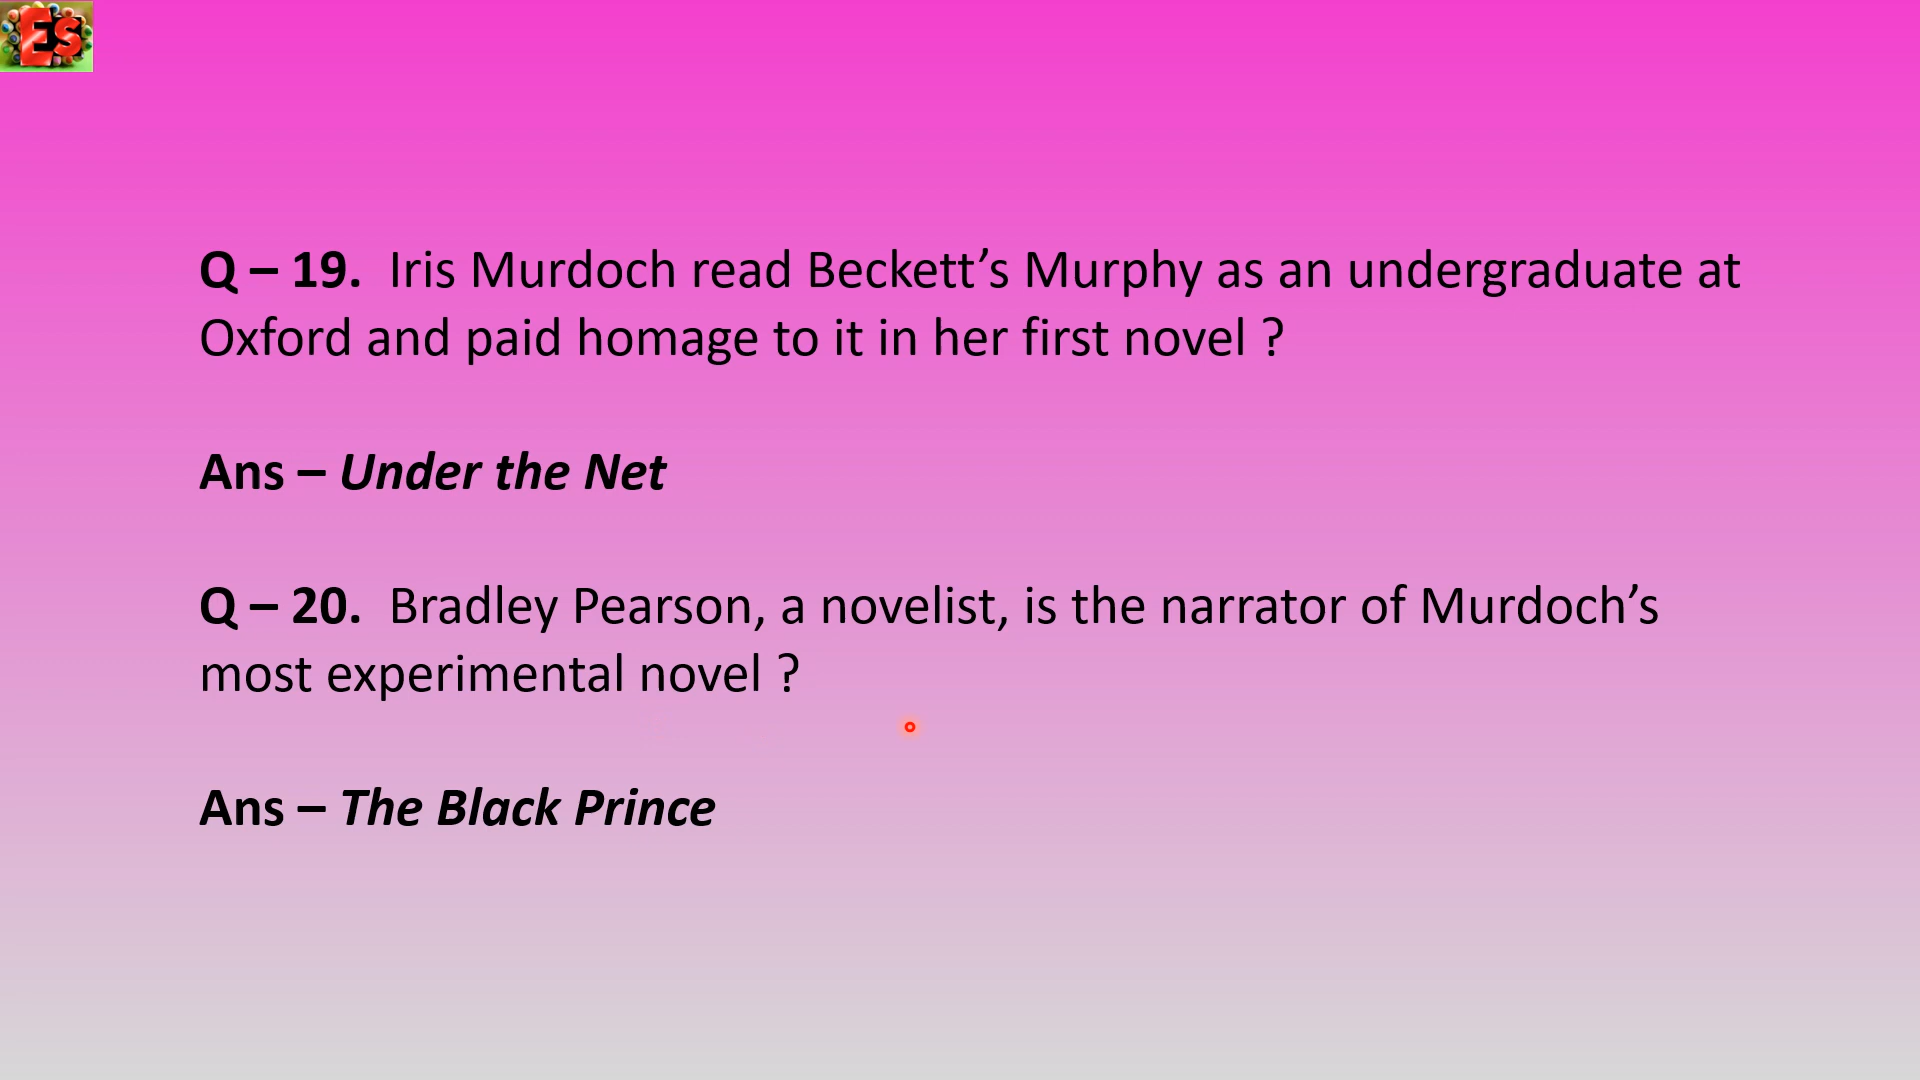 Es
Q – 19. Iris Murdoch read Beckett’s Murphy as an undergraduate at
Oxford and paid homage to it in her first novel ?
Ans – Under the Net
Q – 20. Bradley Pearson, a novelist, is the narrator of Murdoch’s
most experimental novel ?
Ans – The Black Prince